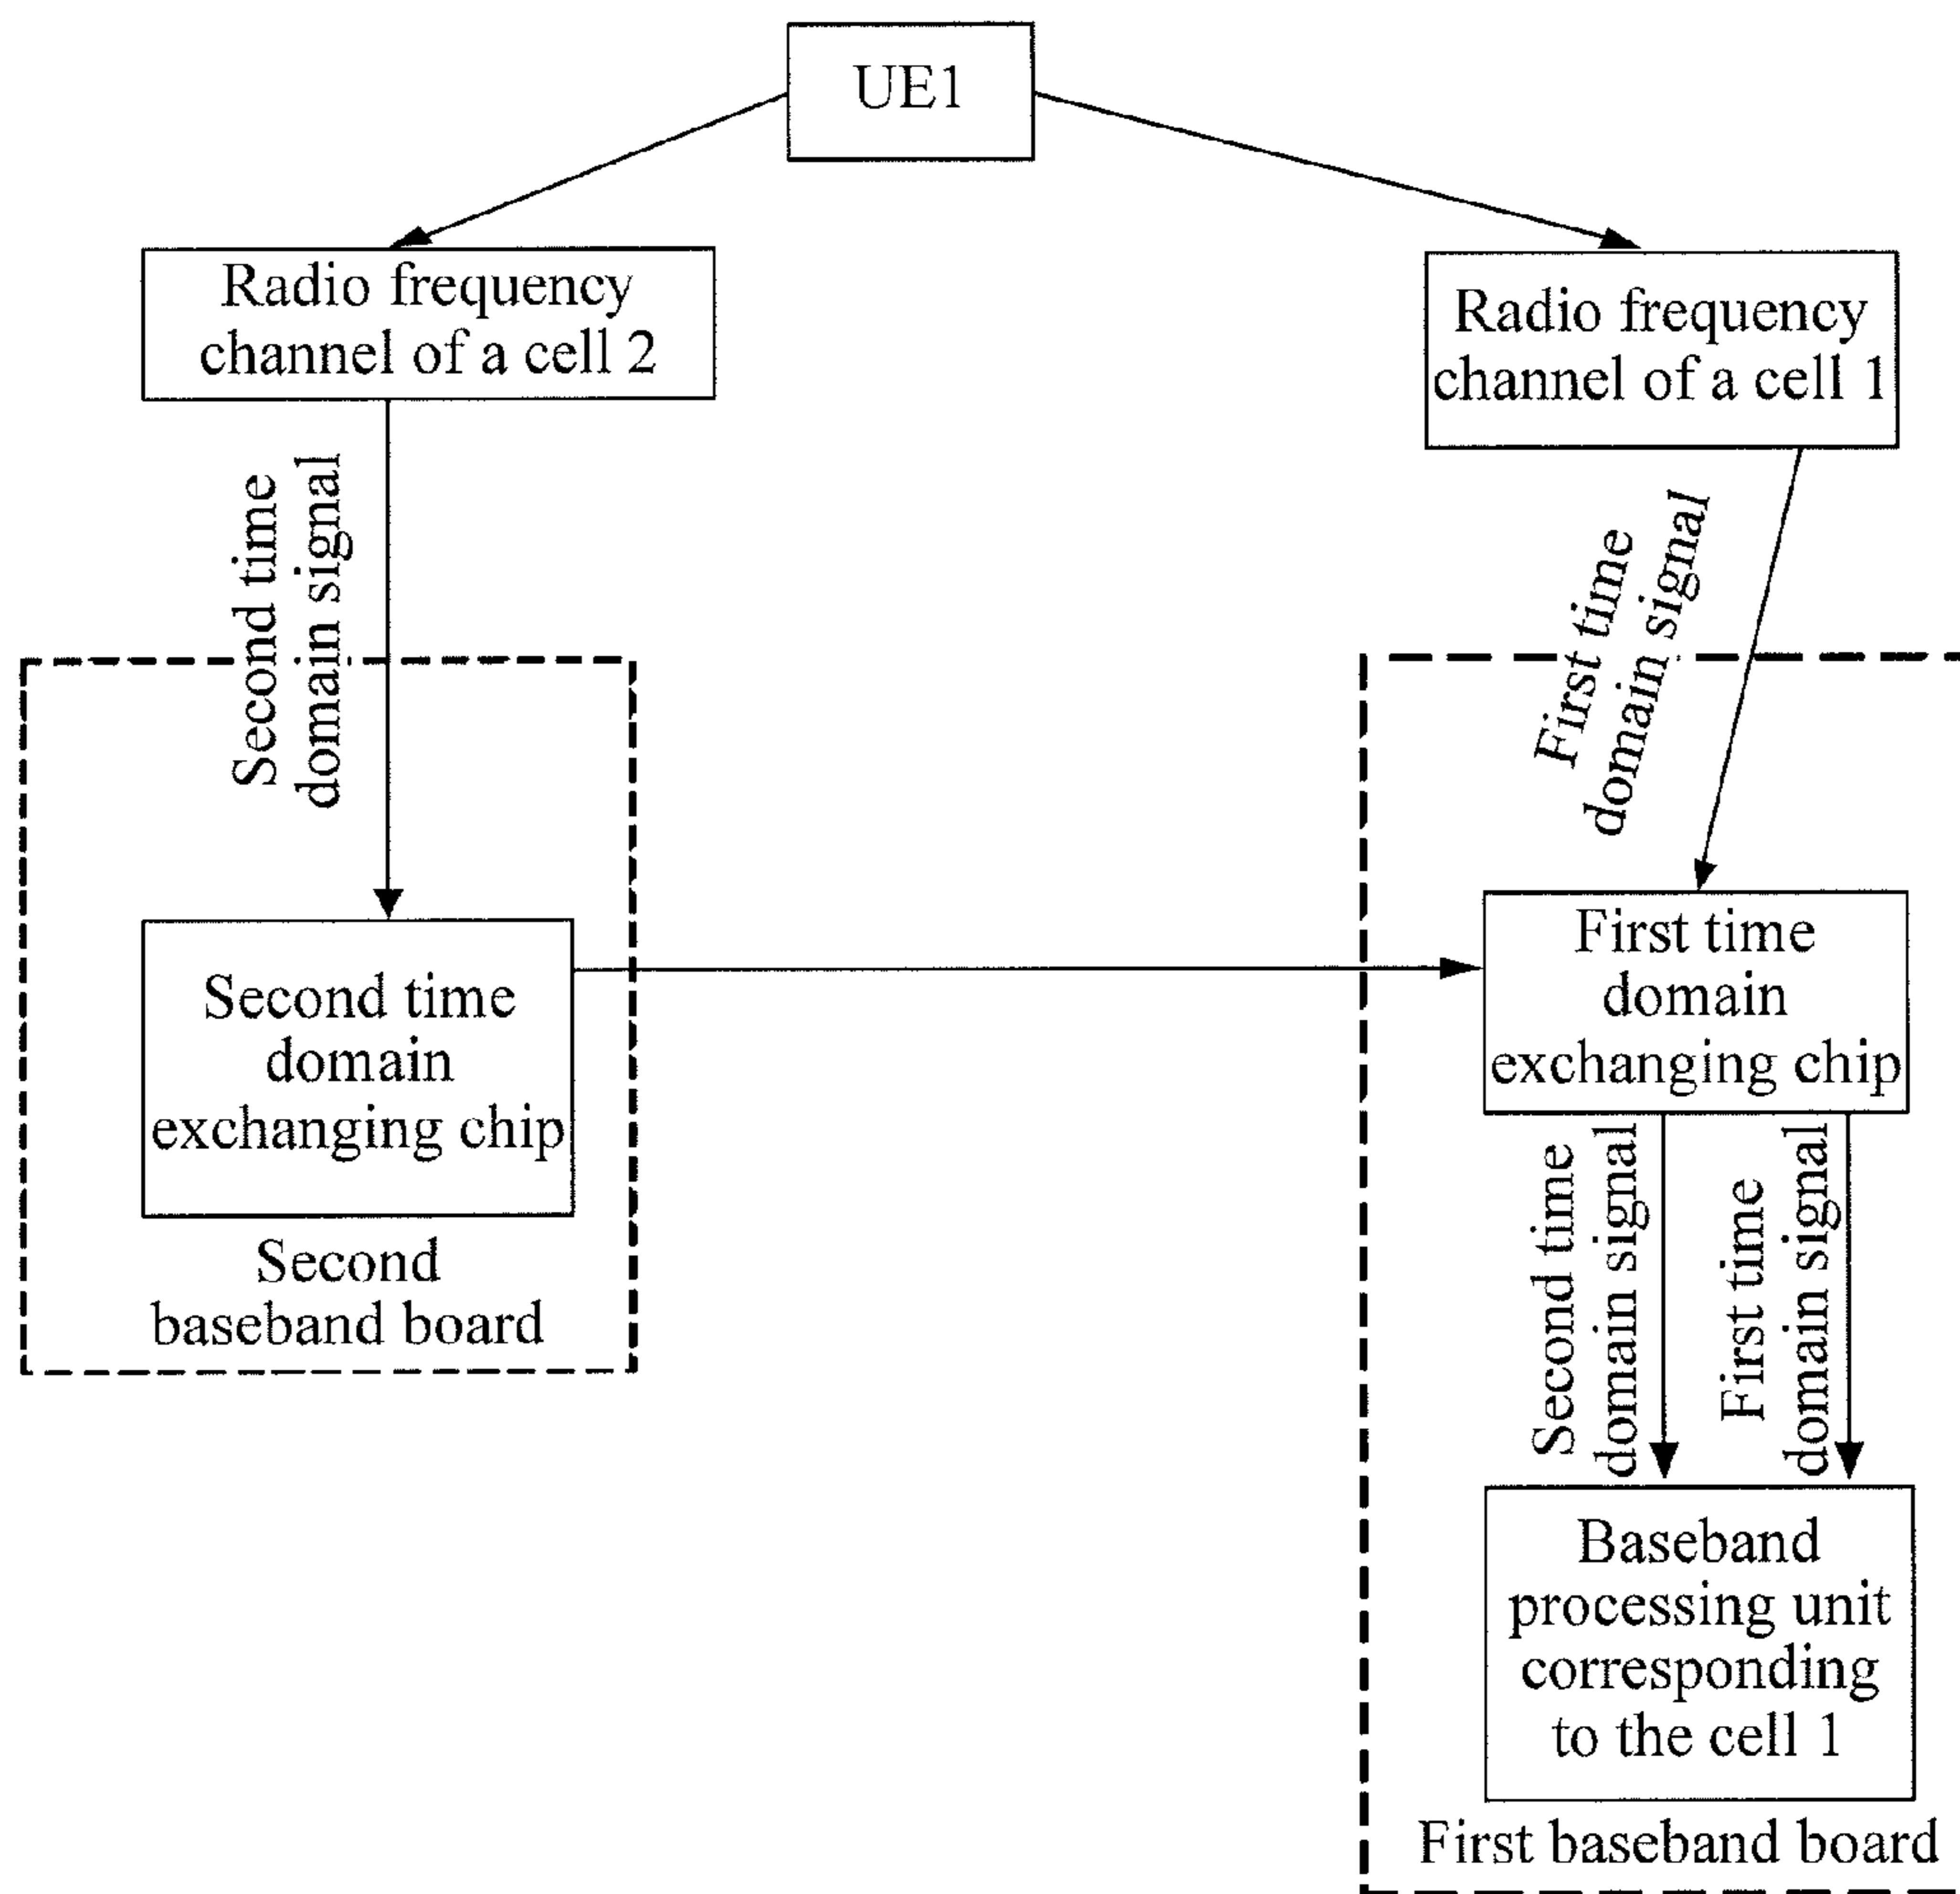 UE1
Radio frequency
channel of a cell 2
Radio frequency
channel of a cell 1
Second time
domain signal
First time
domain signal
Second time
domain
exchanging chip
Second
baseband board
First time
domain
exchanging chip
Second time
domain signal
First time
domain signal
Baseband
processing unit
corresponding
to the cell 1
First baseband board